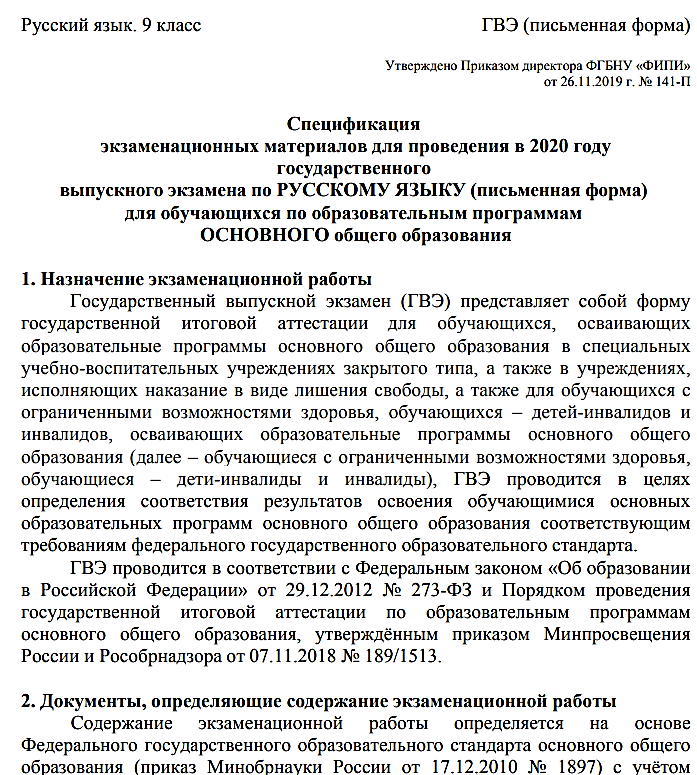 Русский язык. 9 класс ГВЭ (письменная форма)
Утверждено Приказом директора ФГБНУ «ФИПИ»
от 26.11.2019 г. № 141-П
Спецификация
экзаменационных материалов для проведения в 2020 году
государственного
выпускного экзамена по РУССКОМУ ЯЗЫКУ (письменная форма)
для обучающихся по образовательным программам
ОСНОВНОГО общего образования
1. Назначение экзаменационной работы
Государственный выпускной экзамен (ГВЭ) представляет собой форму
государственной итоговой аттестации для обучающихся, осваивающих
образовательные программы основного общего образования в специальных
учебно-воспитательных учреждениях закрытого типа, а также в учреждениях,
исполняющих наказание в виде лишения свободы, а также для обучающихся с
ограниченными возможностями здоровья, обучающихся – детей-инвалидов и
инвалидов, осваивающих образовательные программы основного общего
образования (далее – обучающиеся с ограниченными возможностями здоровья,
обучающиеся – дети-инвалиды и инвалиды), ГВЭ проводится в целях
определения соответствия результатов освоения обучающимися основных
образовательных программ основного общего образования соответствующим
требованиям федерального государственного образовательного стандарта.
ГВЭ проводится в соответствии с Федеральным законом «Об образовании
в Российской Федерации» от 29.12.2012 № 273-ФЗ и Порядком проведения
государственной итоговой аттестации по образовательным программам
основного общего образования, утверждённым приказом Минпросвещения
России и Рособрнадзора от 07.11.2018 № 189/1513.
2. Документы, определяющие содержание экзаменационной работы
Содержание экзаменационной работы определяется на основе
Федерального государственного образовательного стандарта основного общего
образования (приказ Минобрнауки России от 17.12.2010 № 1897) с учётом